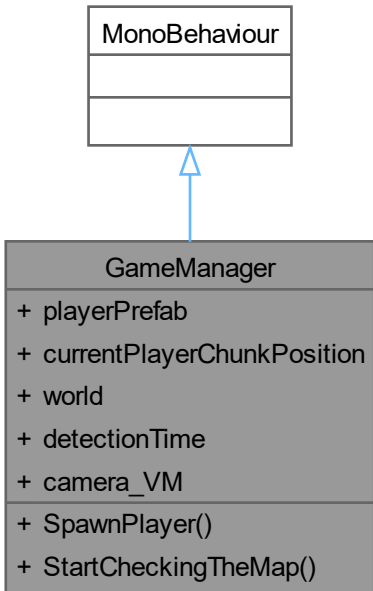 MonoBehaviour
GameManager
+ playerPrefab
+ currentPlayerChunkPosition
+ world
+ detectionTime
+ camera_VM
+ SpawnPlayer()
+ StartCheckingTheMap()